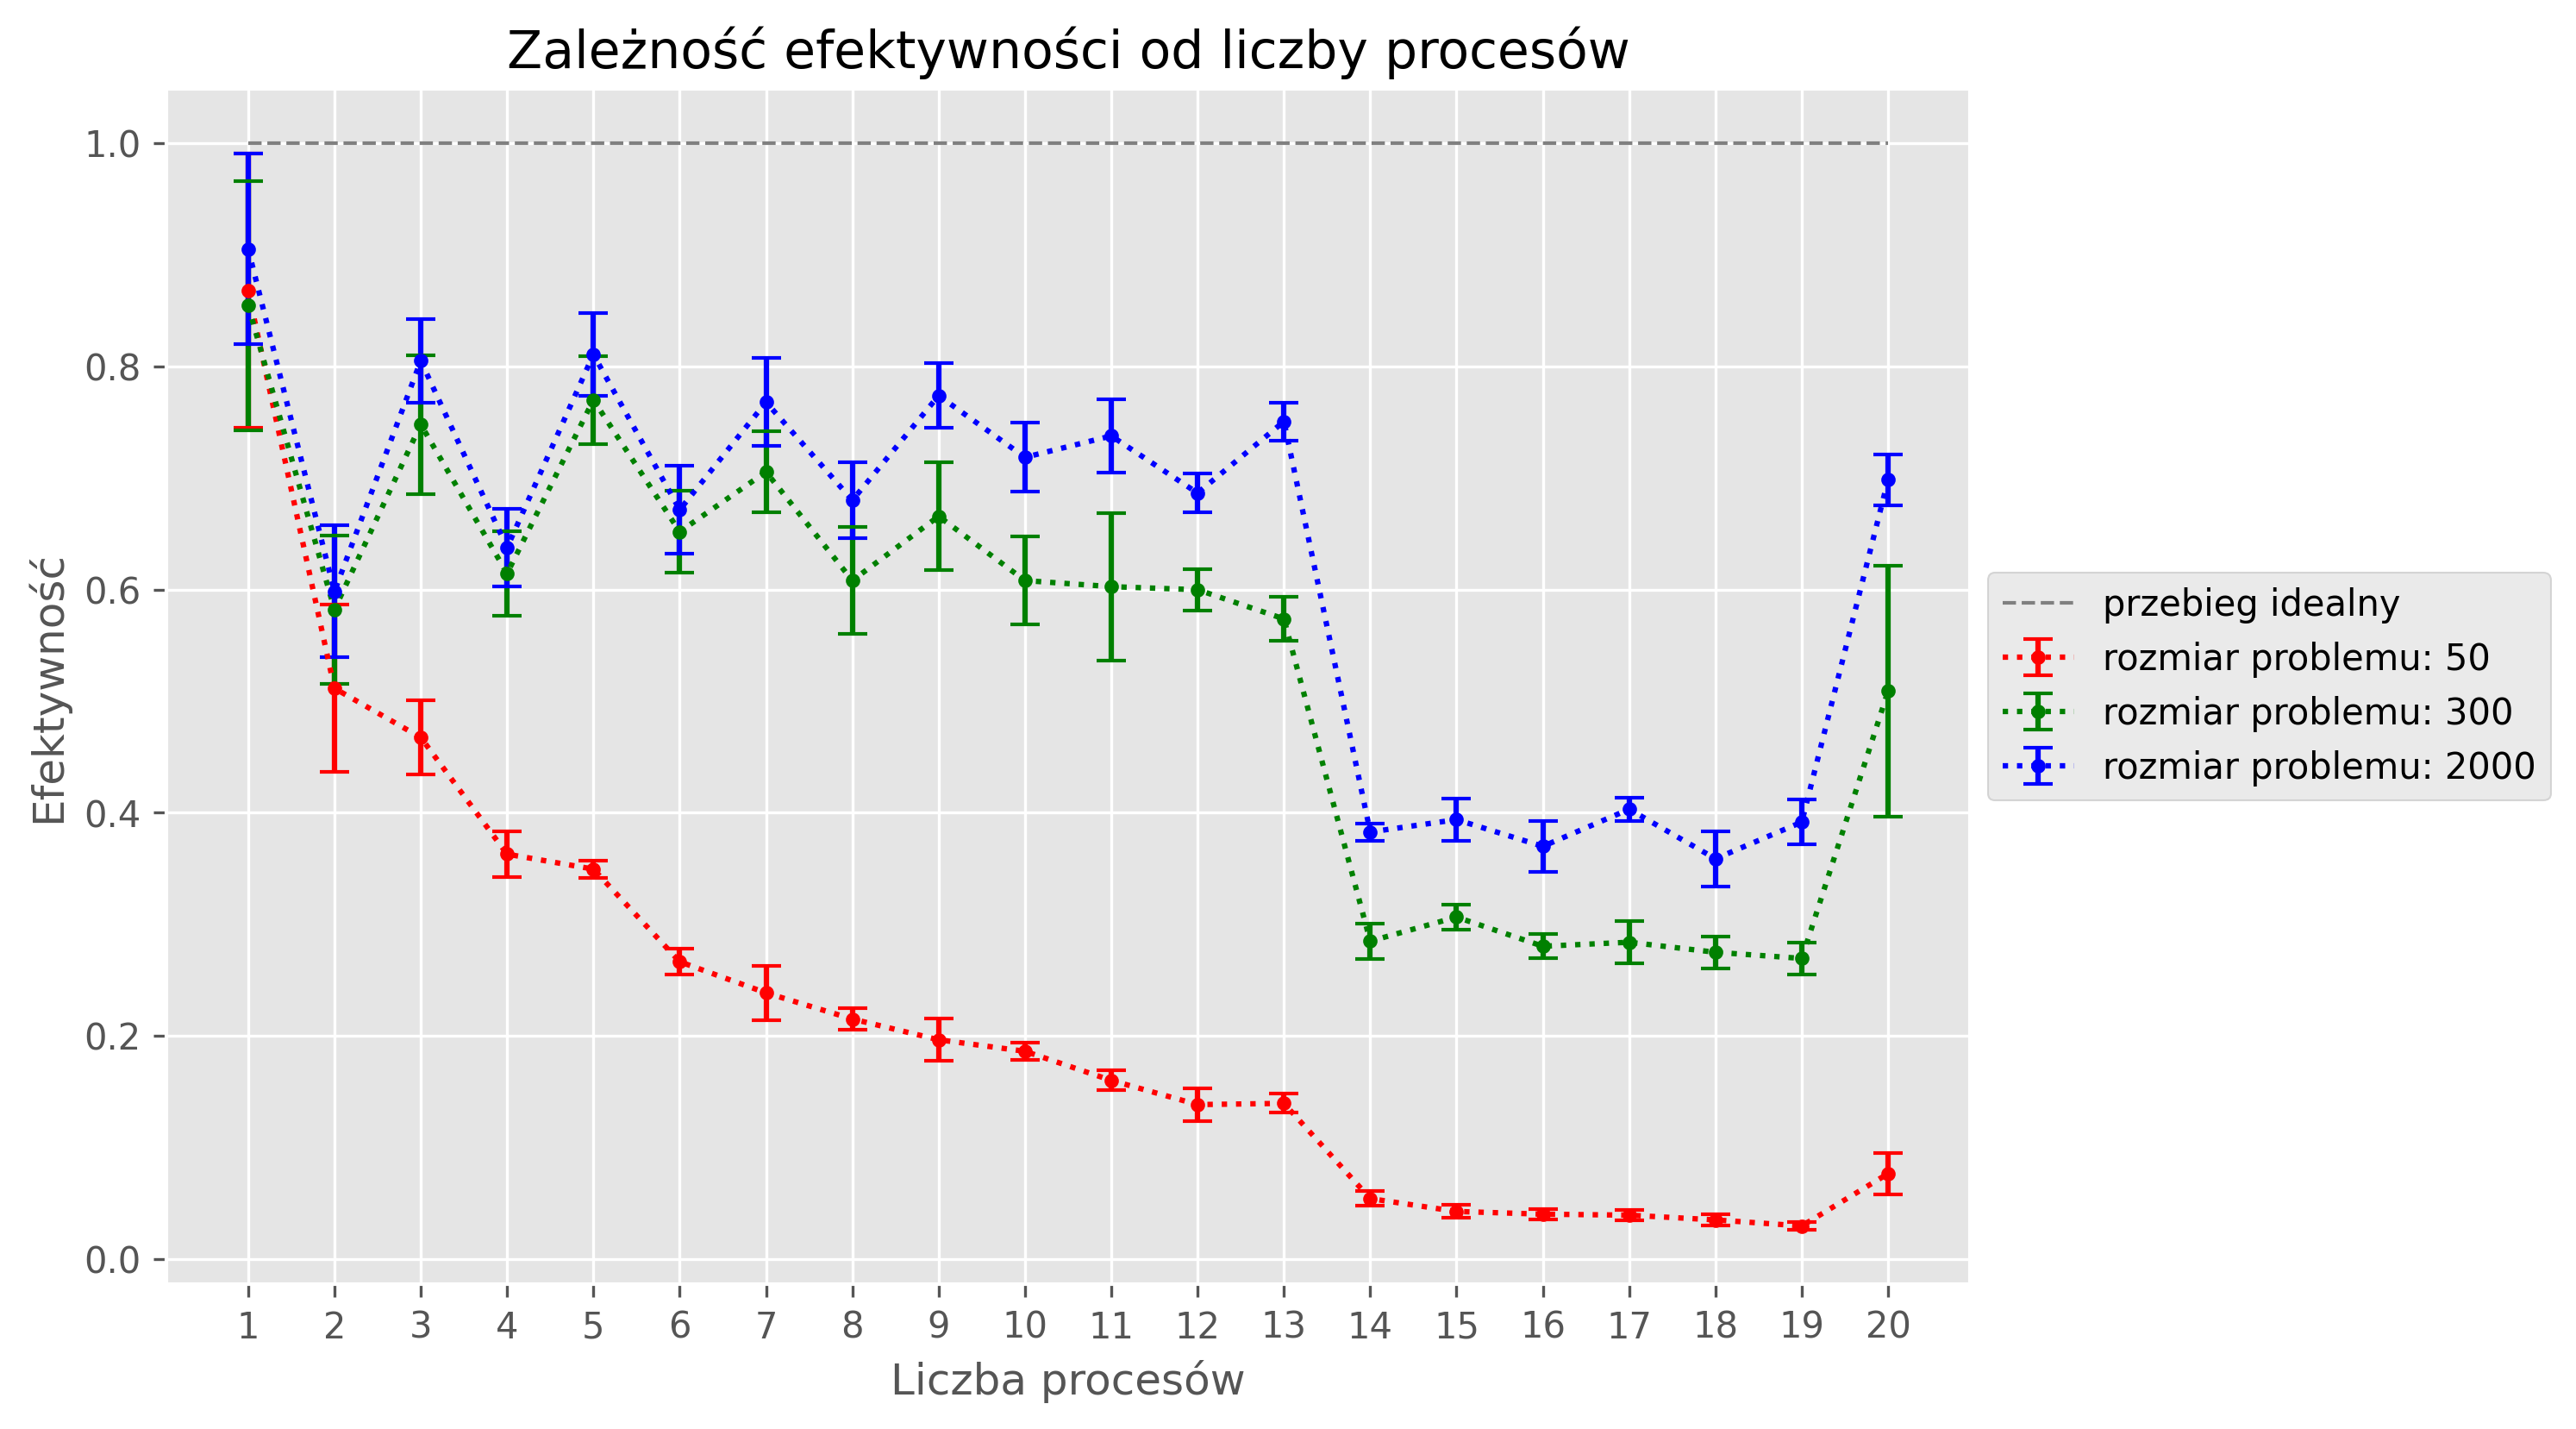 Zależność efektywności od liczby procesów
Efektywność
1.0
0.8
0.6
0.4
0.2
0.0
1 2 3 4 5 6 7 8 9 10 11 12 13 14 15 16 17 18 19 20
Liczba procesów
przebieg idealny
rozmiar problemu: 50
rozmiar problemu: 300
rozmiar problemu: 2000